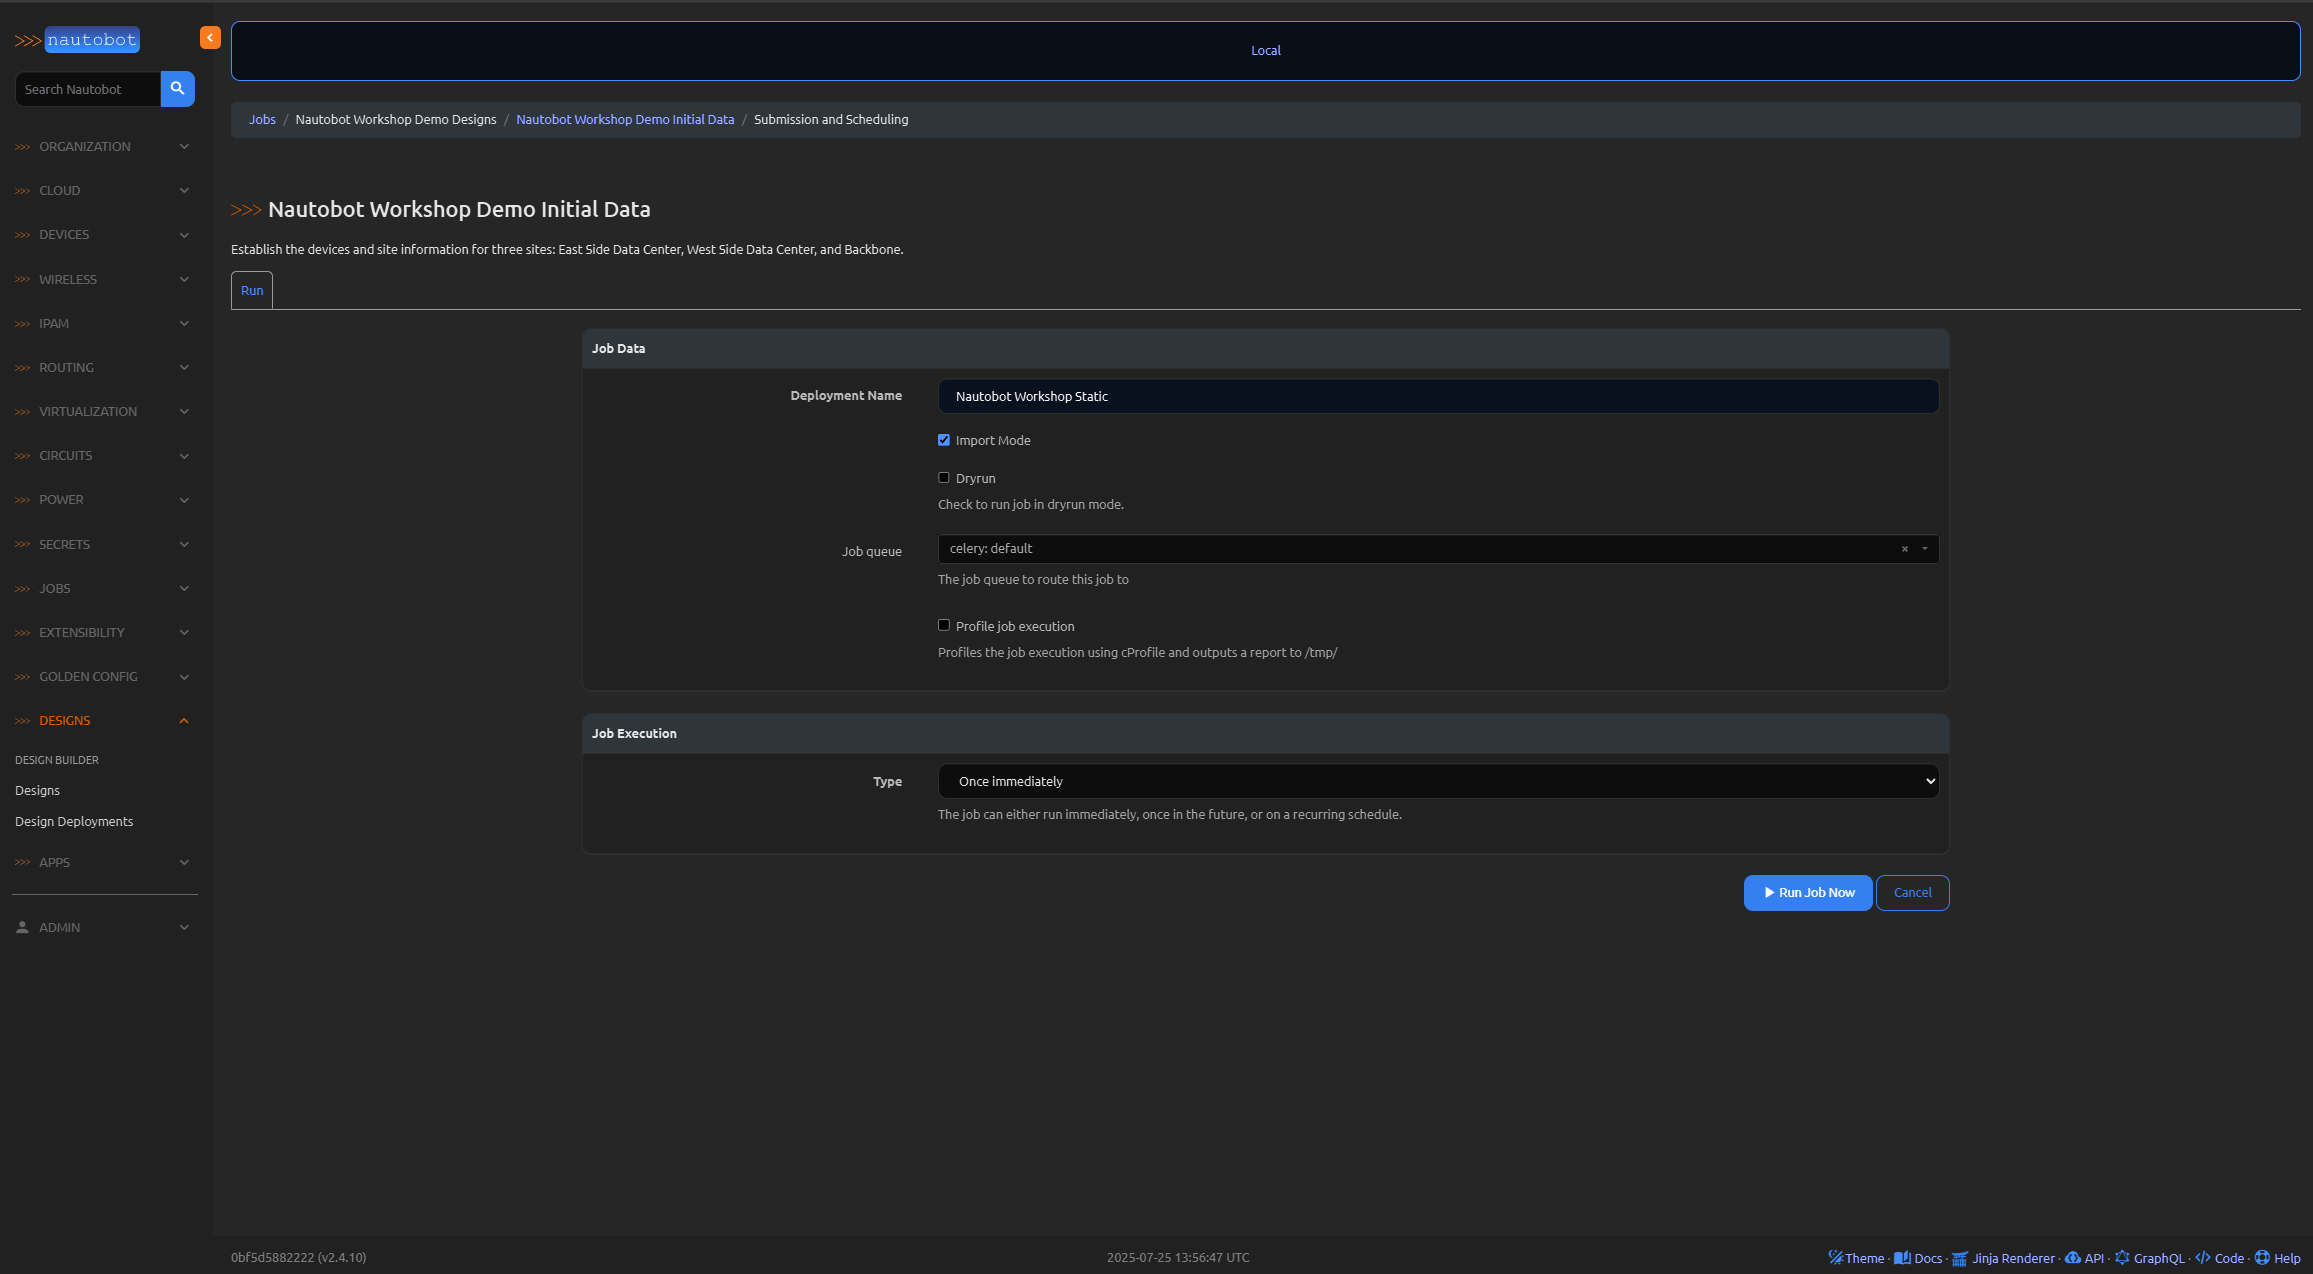 >>> nautobot
Search Nautobot
>>> ORGANIZATION
>>> CLOUD
>>> DEVICES
>>> WIRELESS
>>> IPAM
>>> ROUTING
>>> VIRTUALIZATION
>>> CIRCUITS
>>> POWER
>>> SECRETS
>>> JOBS
>>> EXTENSIBILITY
>>> GOLDEN CONFIG
>>> DESIGNS
DESIGN BUILDER
Designs
Design Deployments
>>> APPS
ADMIN
Local
Jobs / Nautobot Workshop Demo Designs / Nautobot Workshop Demo Initial Data / Submission and Scheduling
>>> Nautobot Workshop Demo Initial Data
Establish the devices and site information for three sites: East Side Data Center, West Side Data Center, and Backbone.
Run
Job Data
Deployment Name Nautobot Workshop Static
Import Mode
Dryrun
Check to run job in dryrun mode.
Job queue celery: default ×
The job queue to route this job to
Profile job execution
Profiles the job execution using cProfile and outputs a report to /tmp/
Job Execution
Type Once immediately
The job can either run immediately, once in the future, or on a recurring schedule.
Run Job Now Cancel
0bf5d5882222 (v2.4.10) 2025-07-25 13:56:47 UTC Theme · Docs · Jinja Renderer · API · GraphQL · Code · Help